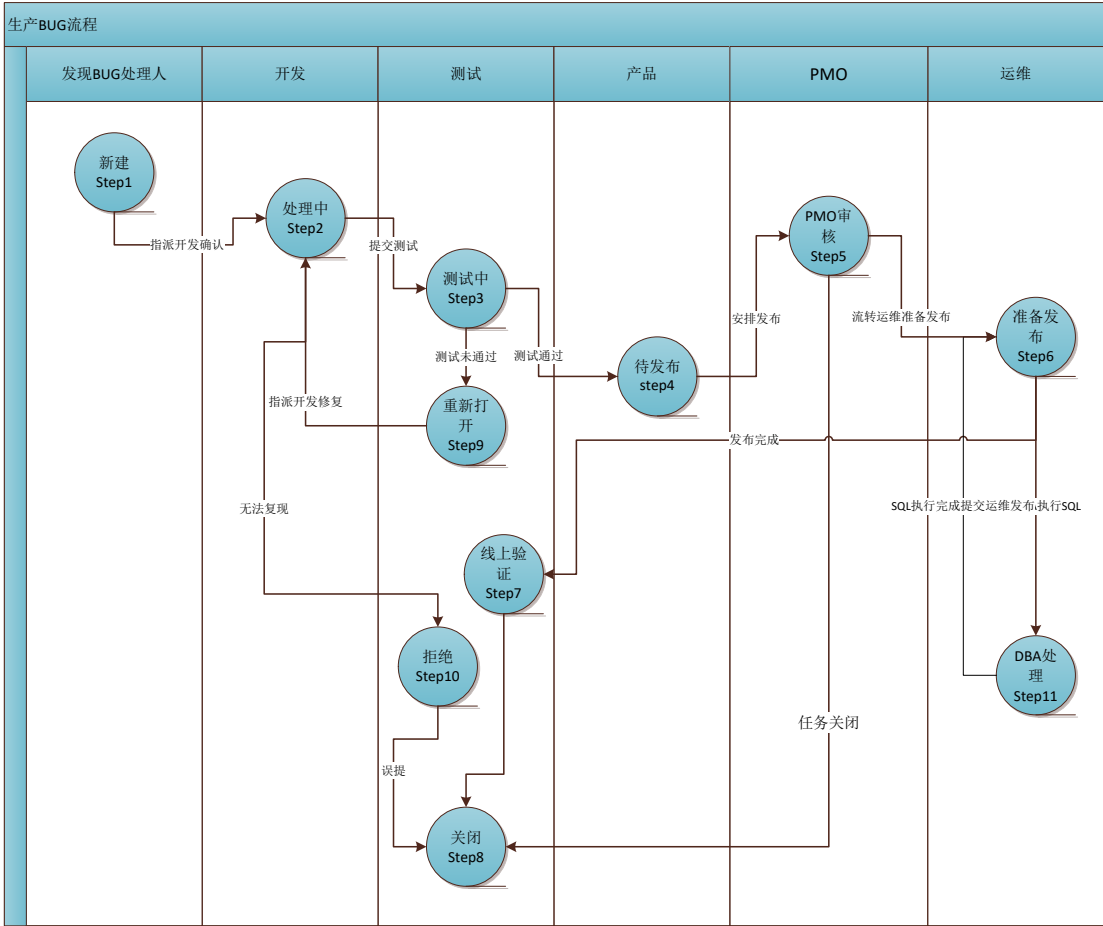 生产BUG流程
发现BUG处理人
开发
测试
产品
PMO
运维
新建
Step1
指派开发确认
处理中
Step2
提交测试
测试中
Step3
测试未通过
测试通过
重新打
开
Step9
指派开发修复
待发布
step4
安排发布
PMO审
核
Step5
流转运维准备发布
准备发
布
Step6
发布完成
SQL执行完成提交运维发布
执行SQL
无法复现
线上验
证
Step7
拒绝
Step10
DBA处
理
Step11
任务关闭
误提
关闭
Step8